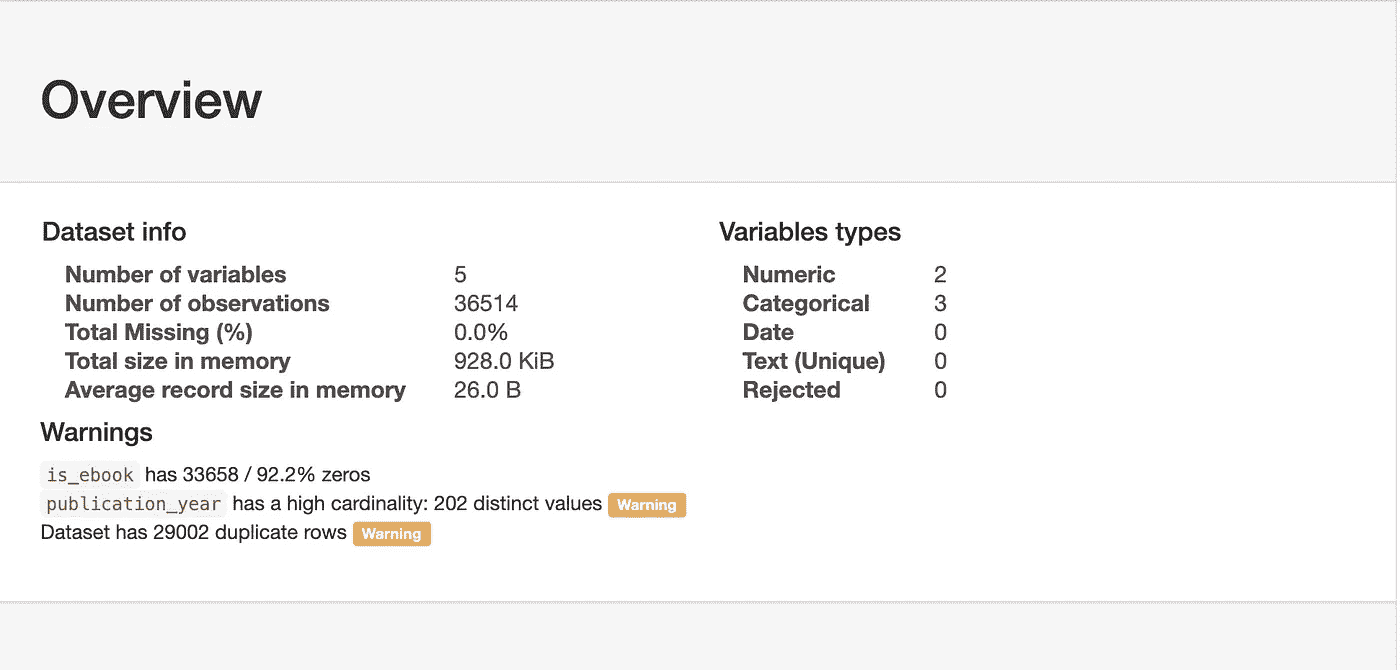 Overview
Dataset info
Number of variables 5
Number of observations 36514
Total Missing (%) 0.0%
Total size in memory 928.0 KiB
Average record size in memory 26.0 B
Variables types
Numeric 2
Categorical 3
Date 0
Text (Unique) 0
Rejected 0
Warnings
is_ebook has 33658 / 92.2% zeros
publication_year has a high cardinality: 202 distinct values Warning
Dataset has 29002 duplicate rows Warning